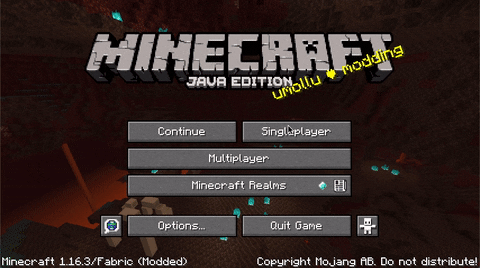 MINECRAFT
JAVA EDITION
umollu ♥ modding
Continue
Singleplayer
Multiplayer
Minecraft Realms
Options...
Quit Game
Minecraft 1.16.3/Fabric (Modded)
Copyright Mojang AB. Do not distribute!